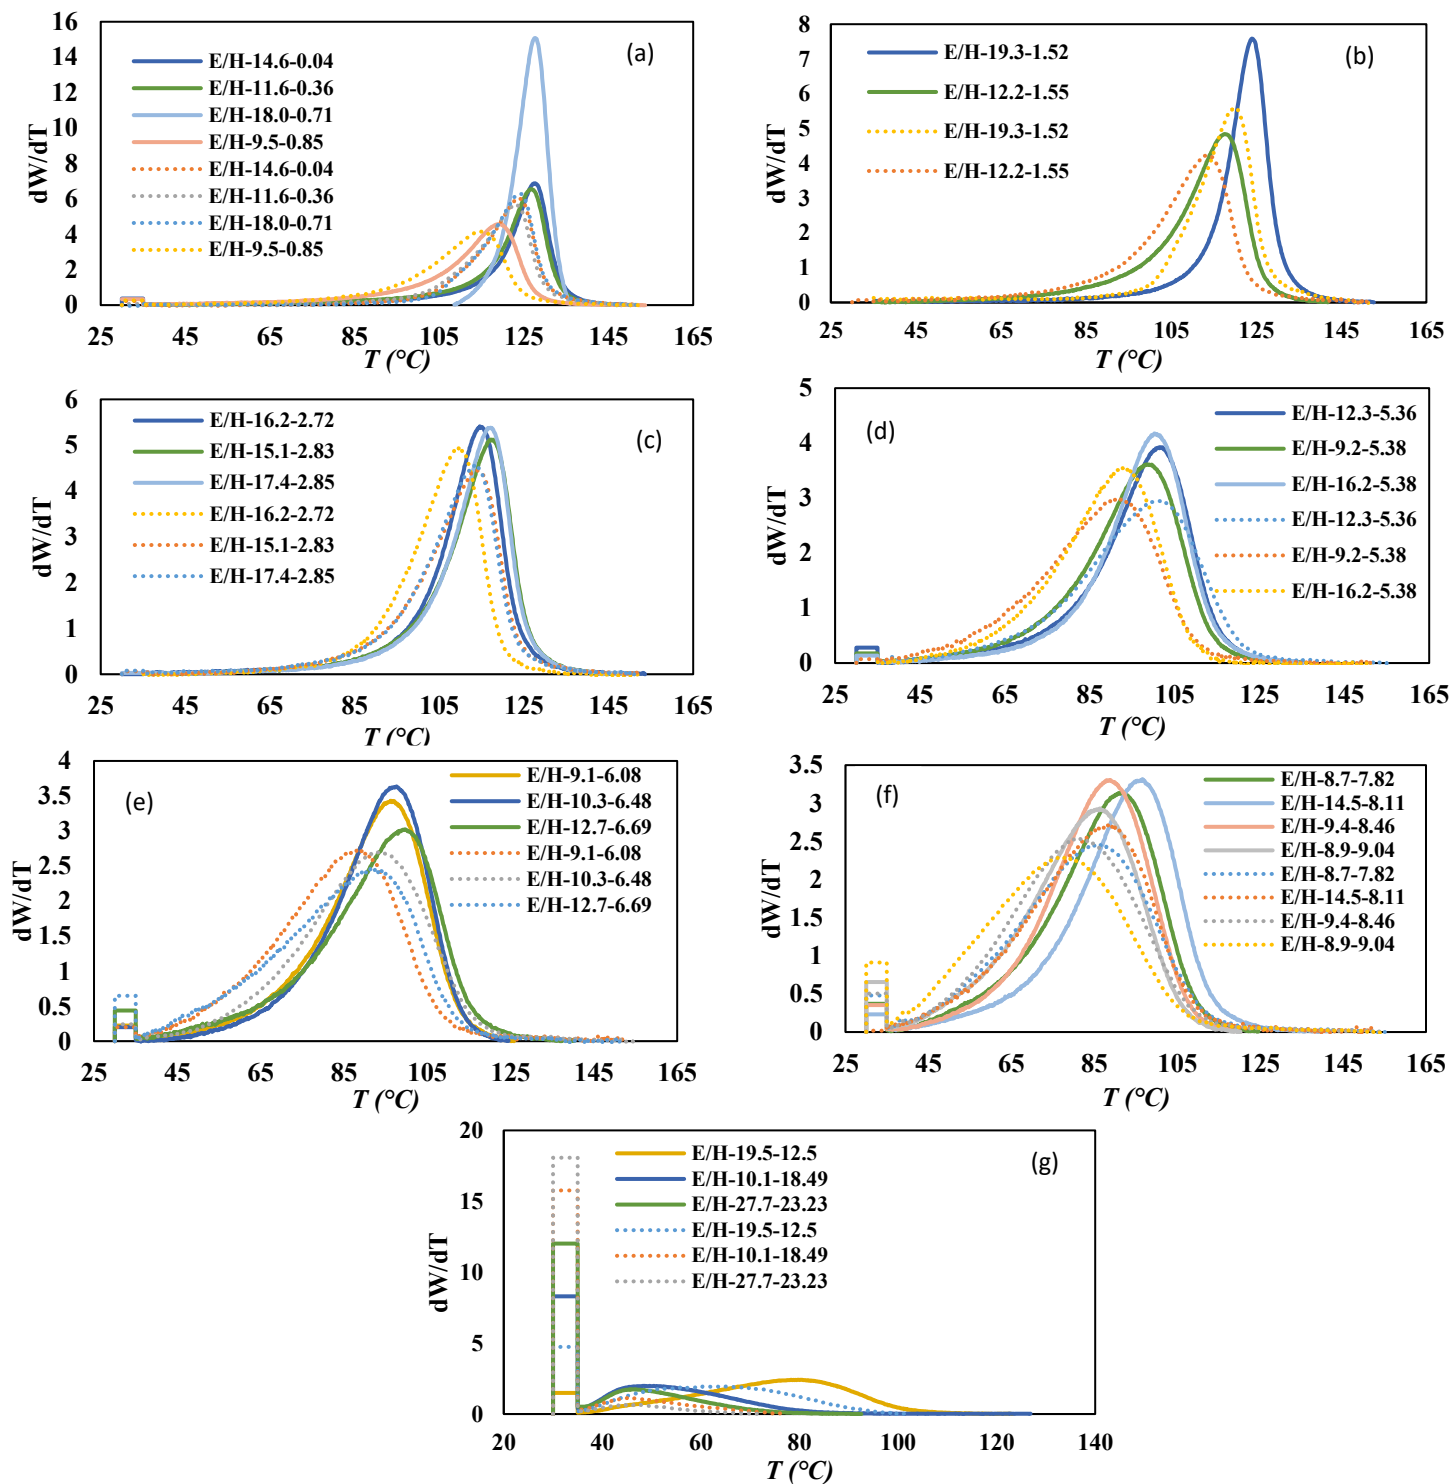 (a)
dW/dT
16
14
12
10
8
6
4
2
0
E/H-14.6-0.04
E/H-11.6-0.36
E/H-18.0-0.71
E/H-9.5-0.85
E/H-14.6-0.04
E/H-11.6-0.36
E/H-18.0-0.71
E/H-9.5-0.85
25 45 65 85 105 125 145 165
T (°C)
(b)
dW/dT
8
7
6
5
4
3
2
1
0
E/H-19.3-1.52
E/H-12.2-1.55
E/H-19.3-1.52
E/H-12.2-1.55
25 45 65 85 105 125 145 165
T (°C)
(c)
dW/dT
6
5
4
3
2
1
0
E/H-16.2-2.72
E/H-15.1-2.83
E/H-17.4-2.85
E/H-16.2-2.72
E/H-15.1-2.83
E/H-17.4-2.85
25 45 65 85 105 125 145 165
T (°C)
(d)
dW/dT
5
4
3
2
1
0
E/H-12.3-5.36
E/H-9.2-5.38
E/H-16.2-5.38
E/H-12.3-5.36
E/H-9.2-5.38
E/H-16.2-5.38
25 45 65 85 105 125 145 165
T (°C)
(e)
dW/dT
4
3.5
3
2.5
2
1.5
1
0.5
0
E/H-9.1-6.08
E/H-10.3-6.48
E/H-12.7-6.69
E/H-9.1-6.08
E/H-10.3-6.48
E/H-12.7-6.69
25 45 65 85 105 125 145 165
T (°C)
(f)
dW/dT
3.5
3
2.5
2
1.5
1
0.5
0
E/H-8.7-7.82
E/H-14.5-8.11
E/H-9.4-8.46
E/H-8.9-9.04
E/H-8.7-7.82
E/H-14.5-8.11
E/H-9.4-8.46
E/H-8.9-9.04
25 45 65 85 105 125 145 165
T (°C)
(g)
dW/dT
20
15
10
5
0
E/H-19.5-12.5
E/H-10.1-18.49
E/H-27.7-23.23
E/H-19.5-12.5
E/H-10.1-18.49
E/H-27.7-23.23
20 40 60 80 100 120 140
T (°C)